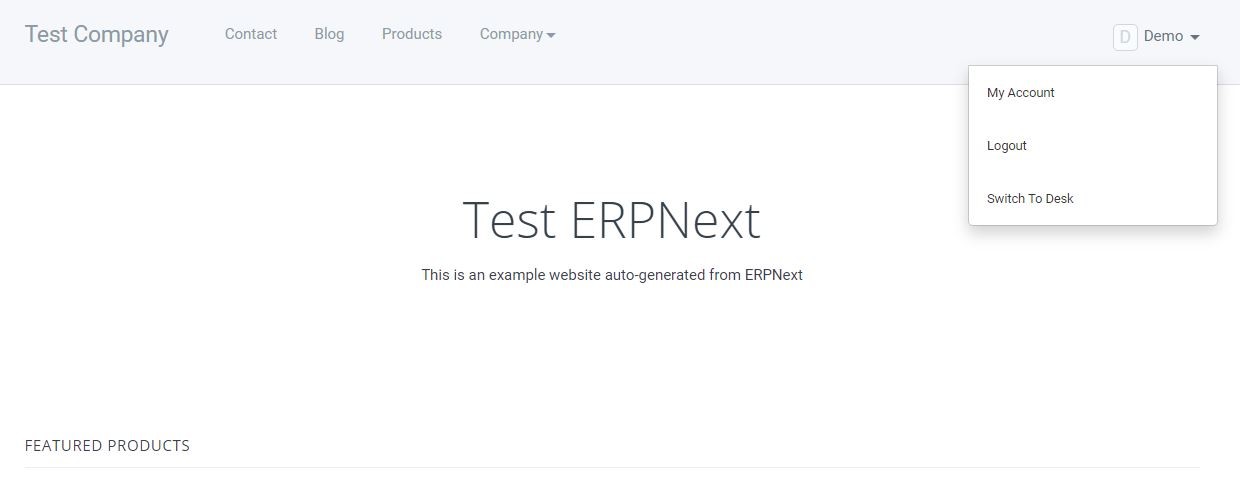 Test Company
Contact
Blog
Products
Company
D
Demo
My Account
Logout
Switch To Desk
Test ERPNext
This is an example website auto-generated from ERPNext
FEATURED PRODUCTS